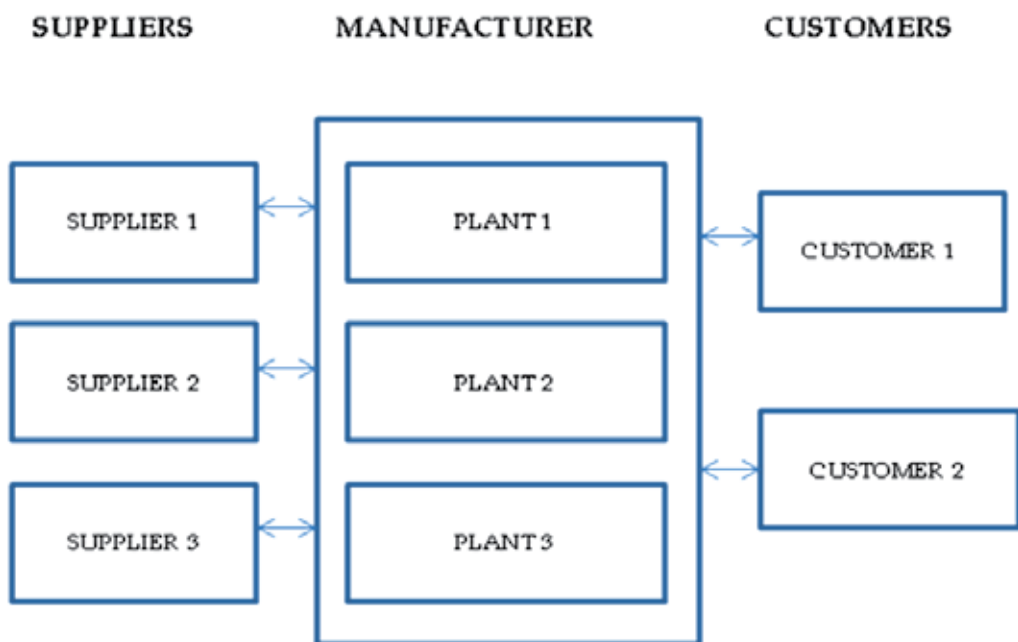 SUPPLIERS
MANUFACTURER
CUSTOMERS
SUPPLIER 1
PLANT 1
CUSTOMER 1
SUPPLIER 2
PLANT 2
CUSTOMER 2
SUPPLIER 3
PLANT 3